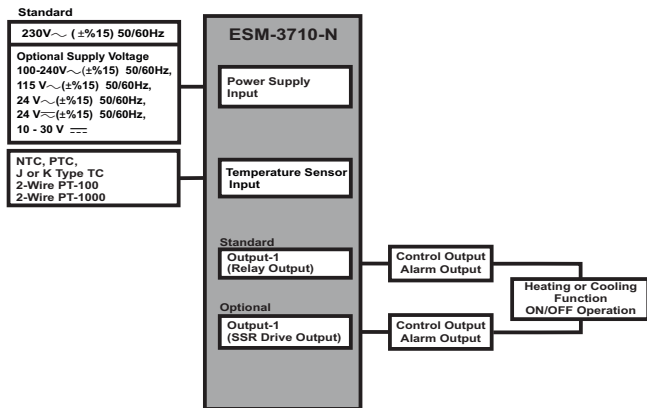 Standard
230V~ ( ±%15) 50/60Hz
Optional Supply Voltage
100-240V~(±%15) 50/60Hz,
115 V~(±%15) 50/60Hz,
24 V~(±%15) 50/60Hz,
24 V⏦(±%15) 50/60Hz,
10 - 30 V ⎓
NTC, PTC,
J or K Type TC
2-Wire PT-100
2-Wire PT-1000
ESM-3710-N
Power Supply
Input
Temperature Sensor
Input
Standard
Output-1
(Relay Output)
Control Output
Alarm Output
Heating or Cooling
Function
ON/OFF Operation
Optional
Output-1
(SSR Drive Output)
Control Output
Alarm Output